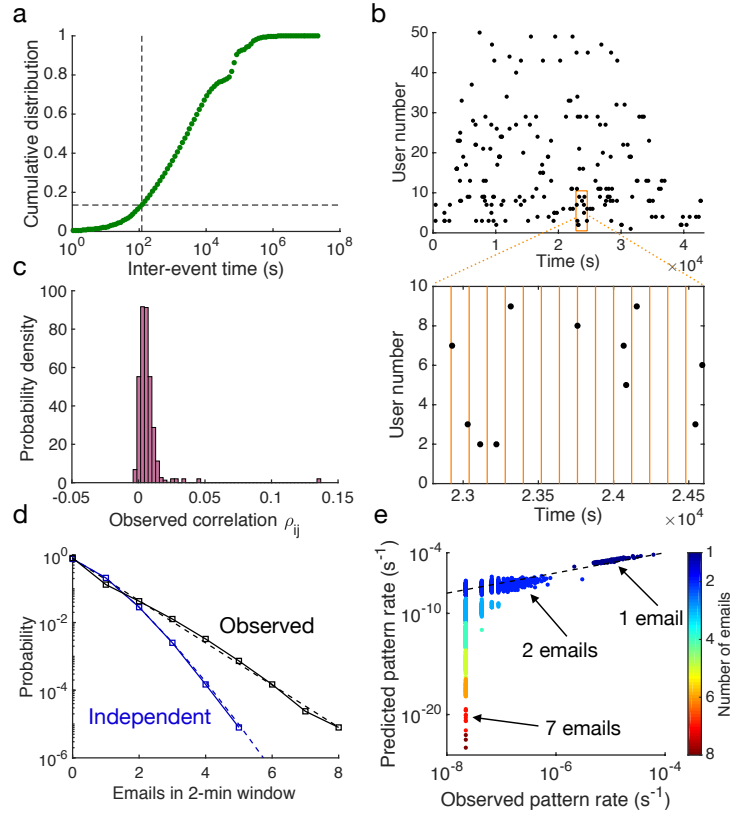 a
Cumulative distribution
1
0.8
0.6
0.4
0.2
0
10^0 10^2 10^4 10^6 10^8
Inter-event time (s)
b
User number
50
40
30
20
10
0
0 1 2 3 4
Time (s)
×10^4
User number
10
8
6
4
2
0
2.3 2.35 2.4 2.45
Time (s)
×10^4
c
Probability density
100
80
60
40
20
0
-0.05 0 0.05 0.1 0.15
Observed correlation ρ_ij
d
Probability
10^0
10^-2
10^-4
10^-6
Observed
Independent
0 2 4 6 8
Emails in 2-min window
e
Predicted pattern rate (s^-1)
10^-4
10^-10
10^-20
1 email
2 emails
7 emails
10^-8 10^-6 10^-4
Observed pattern rate (s^-1)
1
2
4
6
8
Number of emails